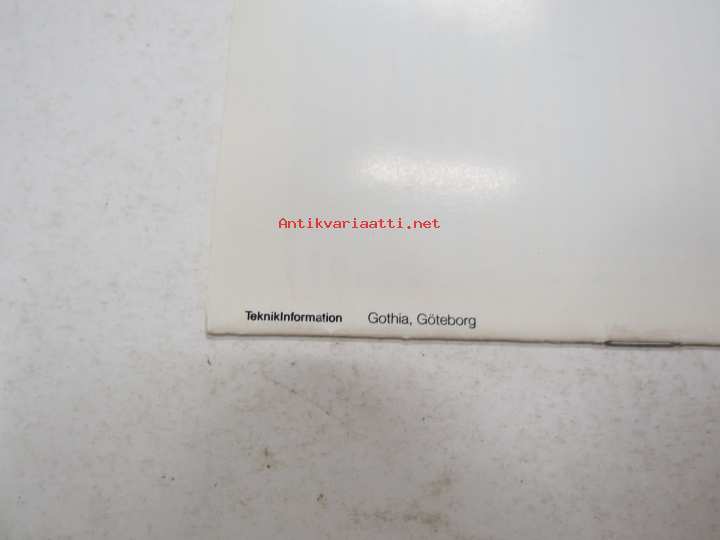 Antikvariaatti.net
TeknikInformation Gothia, Göteborg